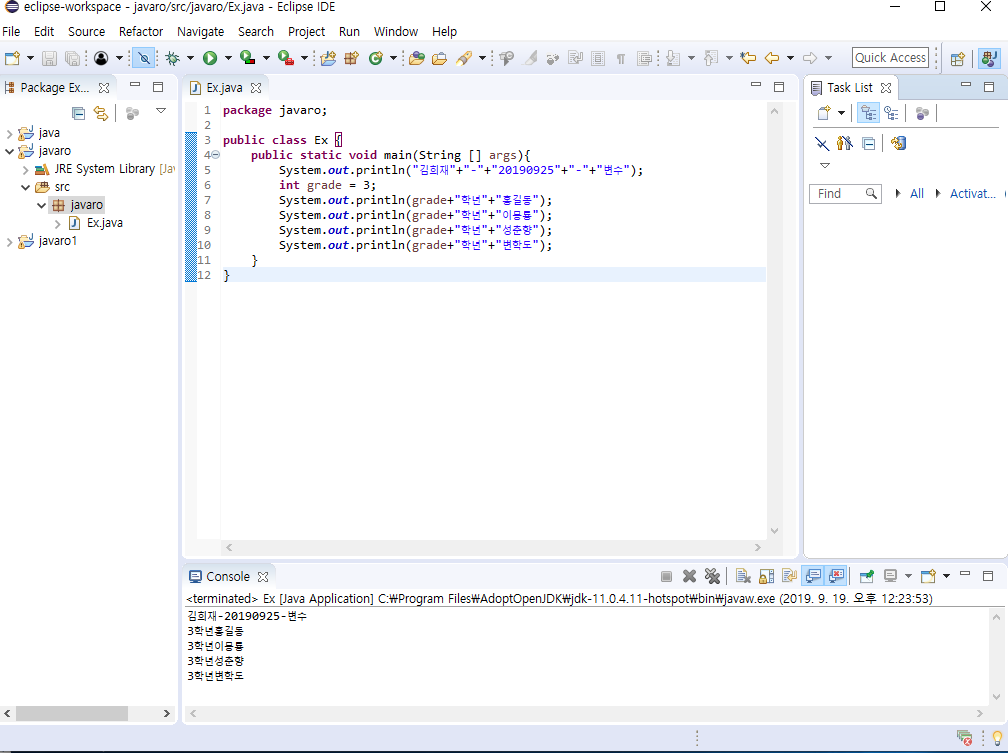 eclipse-workspace - javaro/src/javaro/Ex.java - Eclipse IDE
File Edit Source Refactor Navigate Search Project Run Window Help
Quick Access
Package Ex...
java
javaro
JRE System Library [Jav
src
javaro
Ex.java
javaro1
Ex.java
1 package javaro;
2
3 public class Ex {
4 public static void main(String [] args){
5 System.out.println("김희재"+"-"+"20190925"+"-"+"변수");
6 int grade = 3;
7 System.out.println(grade+"학년"+"홍길동");
8 System.out.println(grade+"학년"+"이몽룡");
9 System.out.println(grade+"학년"+"성춘향");
10 System.out.println(grade+"학년"+"변학도");
11 }
12 }
Task List
Find All Activat...
Console
<terminated> Ex [Java Application] C:₩Program Files₩AdoptOpenJDK₩jdk-11.0.4.11-hotspot₩bin₩javaw.exe (2019. 9. 19. 오후 12:23:53)
김희재-20190925-변수
3학년홍길동
3학년이몽룡
3학년성춘향
3학년변학도